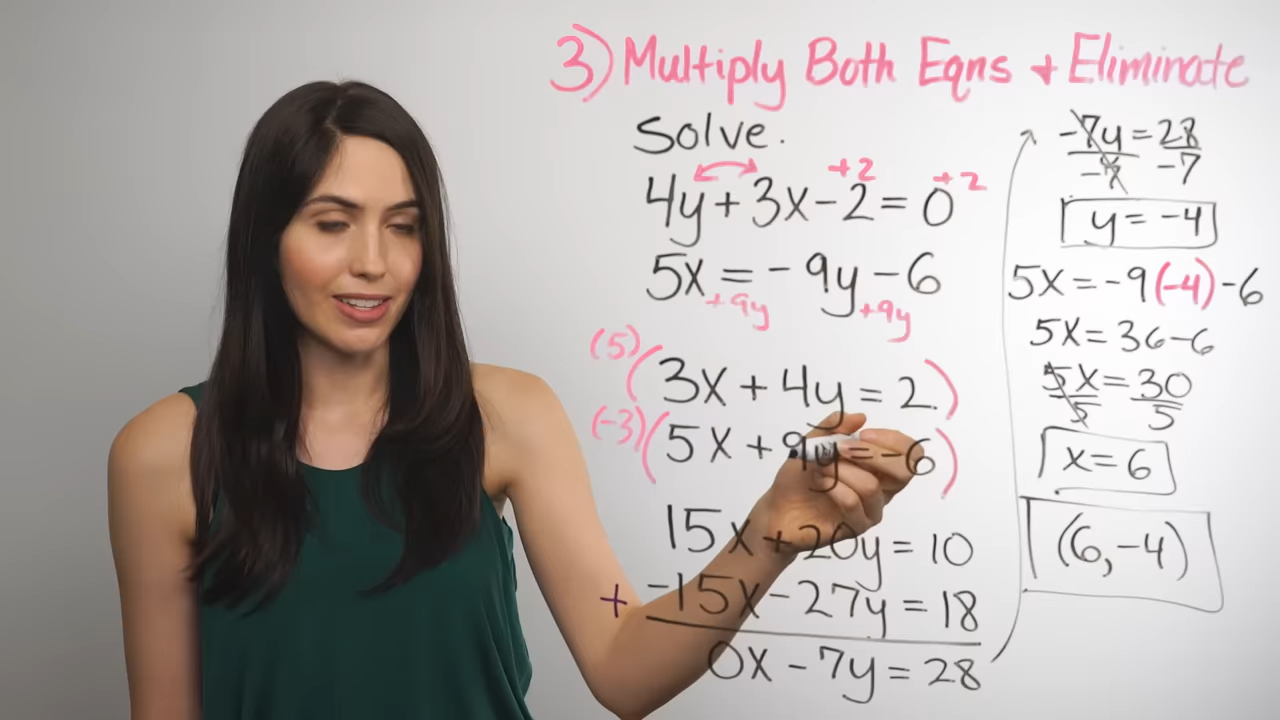 3) Multiply Both Eqns + Eliminate
Solve.
+2 +2
4y+3x-2=0
5x=-9y-6
+9y +9y
(5)(3x+4y=2)
(-3)(5x+9y=-6)
15x+20y=10
+ -15x-27y=18
0x-7y=28
-7y=28
-7 -7
y=-4
5x=-9(-4)-6
5x=36-6
5x=30
5 5
x=6
(6,-4)